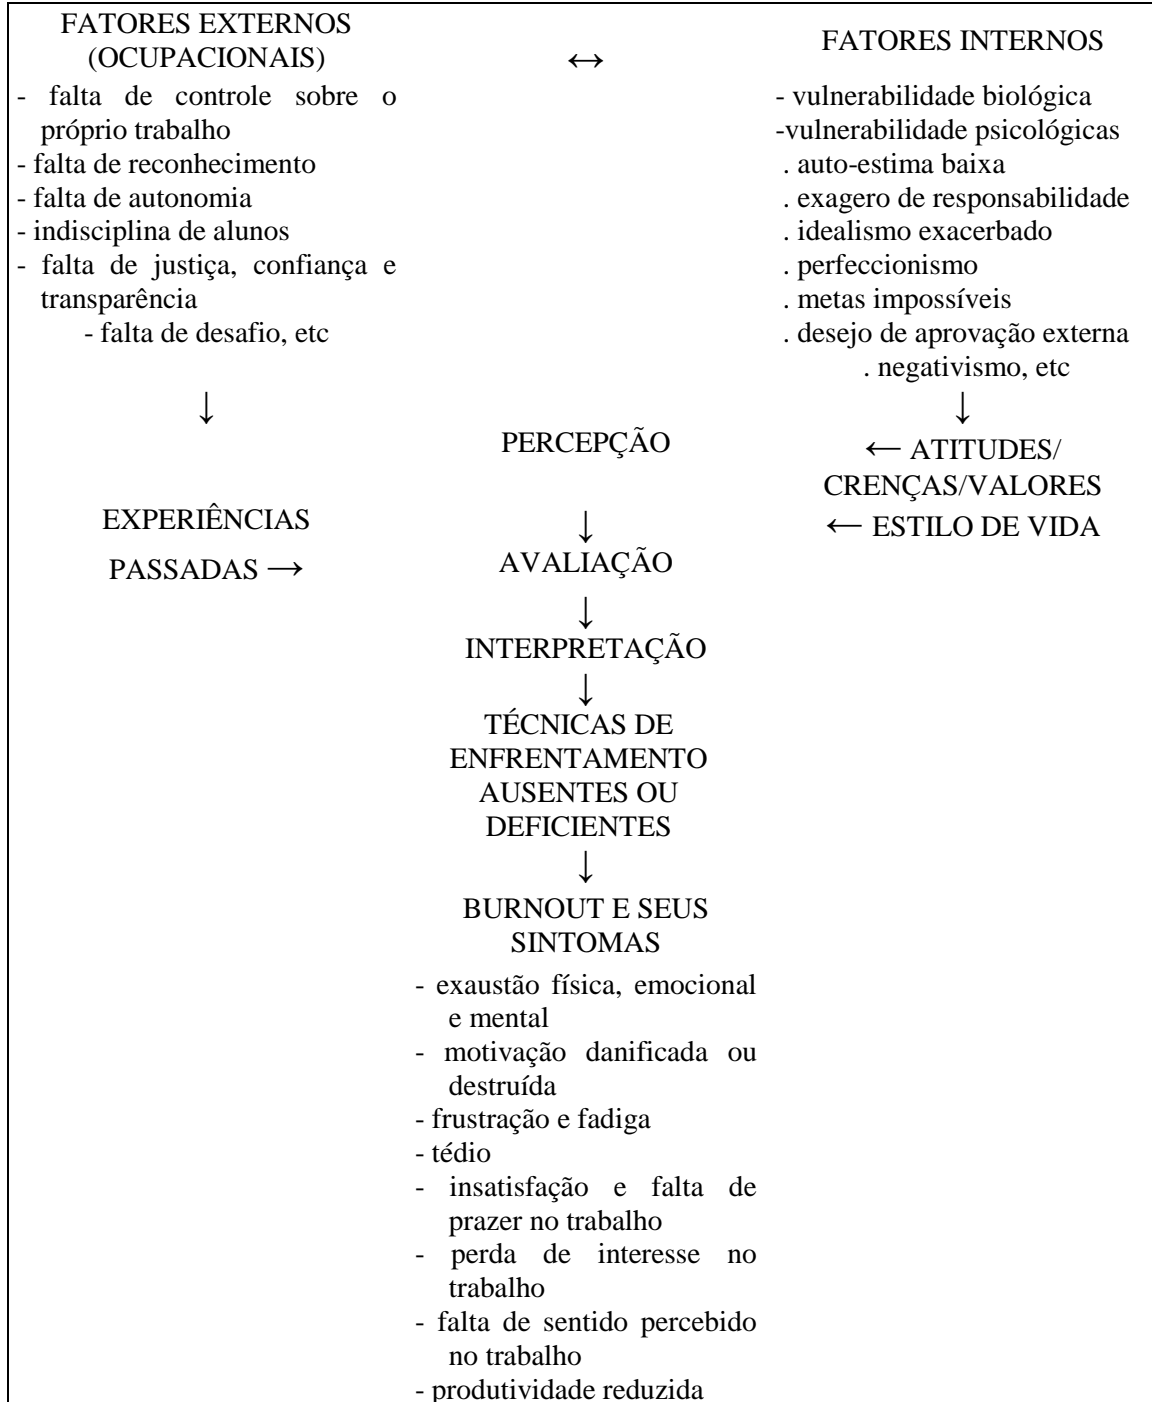 FATORES EXTERNOS
(OCUPACIONAIS)
↔
FATORES INTERNOS
- falta de controle sobre o
próprio trabalho
- falta de reconhecimento
- falta de autonomia
- indisciplina de alunos
- falta de justiça, confiança e
transparência
- falta de desafio, etc
- vulnerabilidade biológica
-vulnerabilidade psicológicas
. auto-estima baixa
. exagero de responsabilidade
. idealismo exacerbado
. perfeccionismo
. metas impossíveis
. desejo de aprovação externa
. negativismo, etc
↓
↓
PERCEPÇÃO
← ATITUDES/
CRENÇAS/VALORES
EXPERIÊNCIAS
PASSADAS →
↓
AVALIAÇÃO
← ESTILO DE VIDA
↓
INTERPRETAÇÃO
↓
TÉCNICAS DE
ENFRENTAMENTO
AUSENTES OU
DEFICIENTES
↓
BURNOUT E SEUS
SINTOMAS
- exaustão física, emocional
e mental
- motivação danificada ou
destruída
- frustração e fadiga
- tédio
- insatisfação e falta de
prazer no trabalho
- perda de interesse no
trabalho
- falta de sentido percebido
no trabalho
- produtividade reduzida